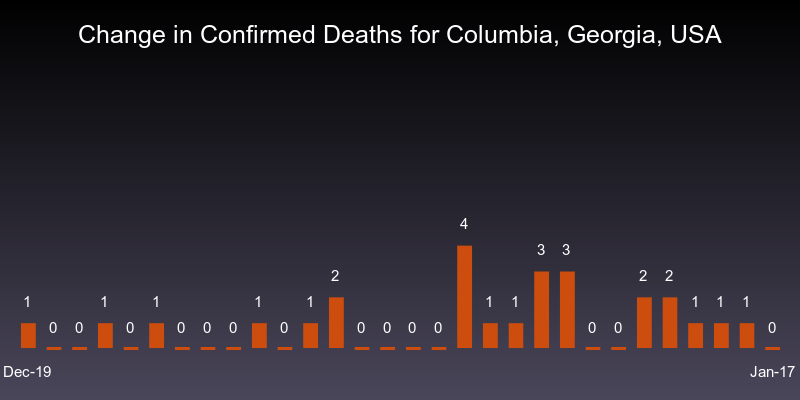 Change in Confirmed Deaths for Columbia, Georgia, USA
1 0 0 1 0 1 0 0 0 1 0 1 2 0 0 0 0 4 1 1 3 3 0 0 2 2 1 1 1 0
Dec-19 Jan-17